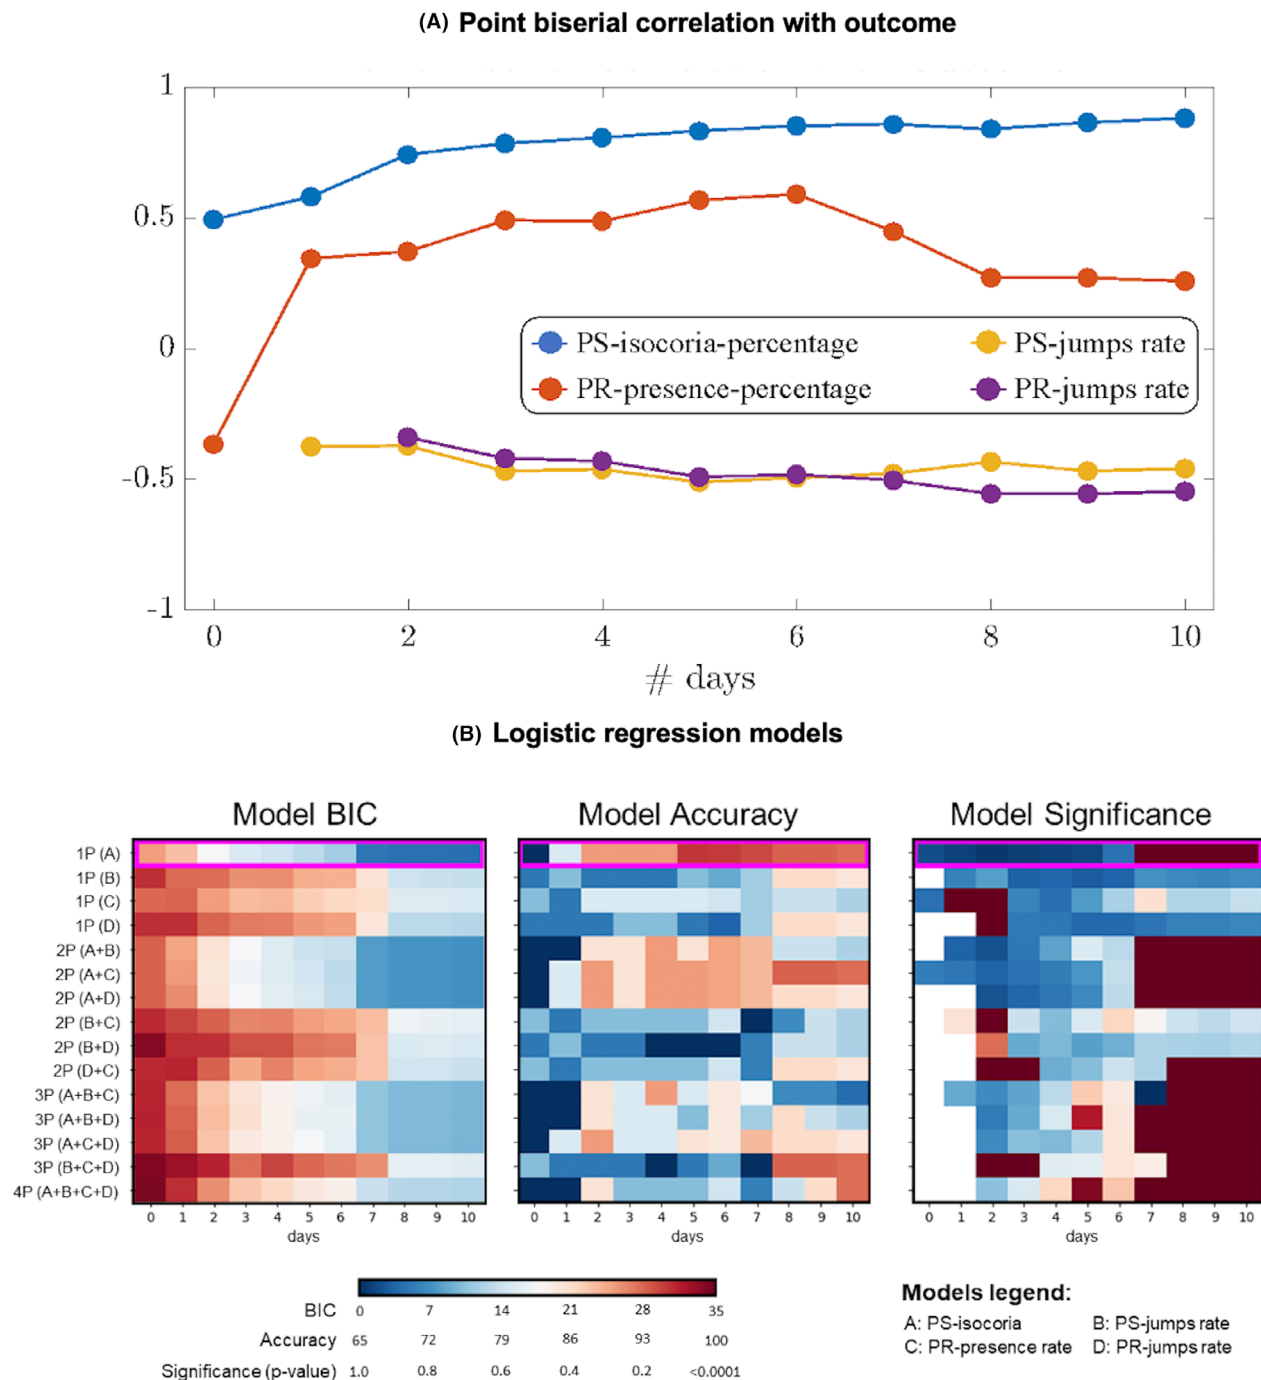 (A) Point biserial correlation with outcome
1
0.5
0
-0.5
-1
PS-isocoria-percentage
PS-jumps rate
PR-presence-percentage
PR-jumps rate
0 2 4 6 8 10
# days
(B) Logistic regression models
Model BIC
Model Accuracy
Model Significance
1P (A)
1P (B)
1P (C)
1P (D)
2P (A+B)
2P (A+C)
2P (A+D)
2P (B+C)
2P (B+D)
2P (D+C)
3P (A+B+C)
3P (A+B+D)
3P (A+C+D)
3P (B+C+D)
4P (A+B+C+D)
0 1 2 3 4 5 6 7 8 9 10
days
0 1 2 3 4 5 6 7 8 9 10
days
0 1 2 3 4 5 6 7 8 9 10
days
BIC 0 7 14 21 28 35
Accuracy 65 72 79 86 93 100
Significance (p-value) 1.0 0.8 0.6 0.4 0.2 <0.0001
Models legend:
A: PS-isocoria B: PS-jumps rate
C: PR-presence rate D: PR-jumps rate